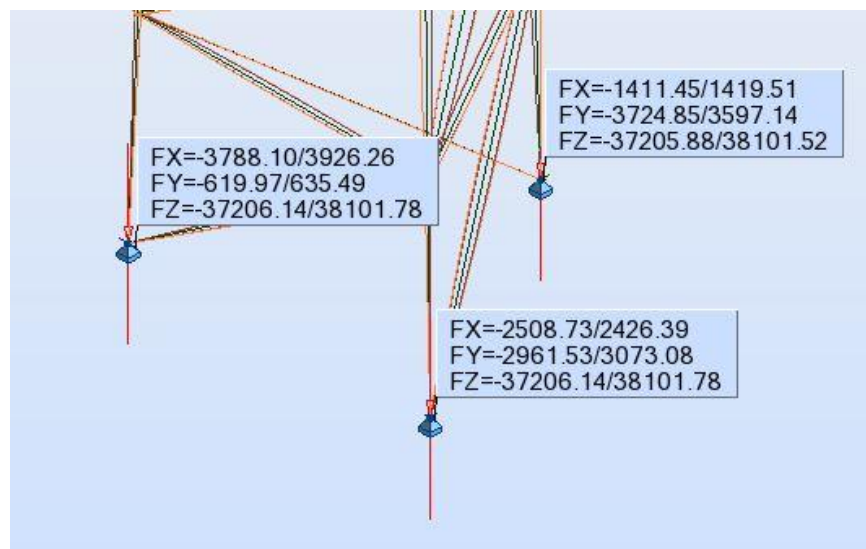 FX=-1411.45/1419.51
FY=-3724.85/3597.14
FZ=-37205.88/38101.52
FX=-3788.10/3926.26
FY=-619.97/635.49
FZ=-37206.14/38101.78
FX=-2508.73/2426.39
FY=-2961.53/3073.08
FZ=-37206.14/38101.78